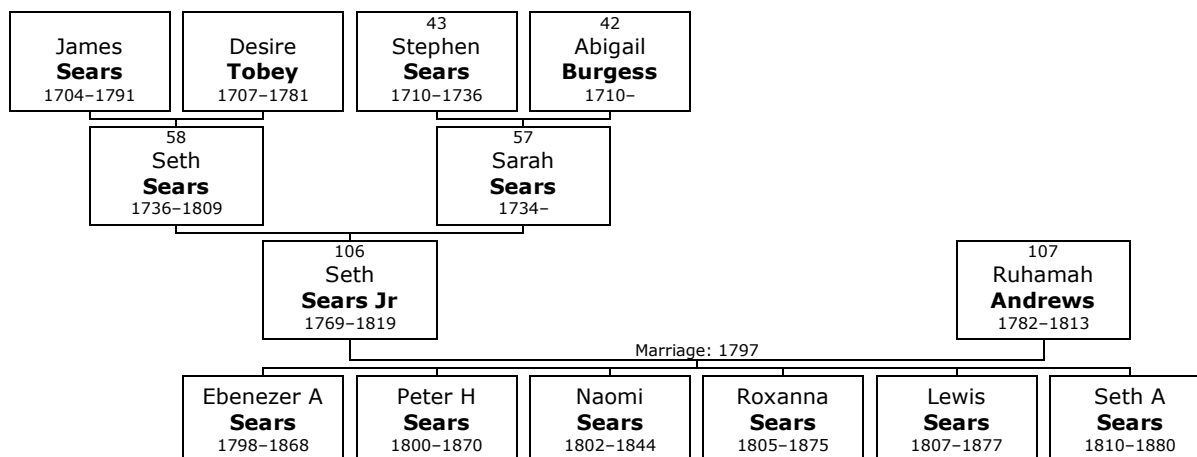 James
Sears
1704–1791
Desire
Tobey
1707–1781
43
Stephen
Sears
1710–1736
42
Abigail
Burgess
1710–
58
Seth
Sears
1736–1809
57
Sarah
Sears
1734–
106
Seth
Sears Jr
1769–1819
107
Ruhamah
Andrews
1782–1813
Marriage: 1797
Ebenezer A
Sears
1798–1868
Peter H
Sears
1800–1870
Naomi
Sears
1802–1844
Roxanna
Sears
1805–1875
Lewis
Sears
1807–1877
Seth A
Sears
1810–1880